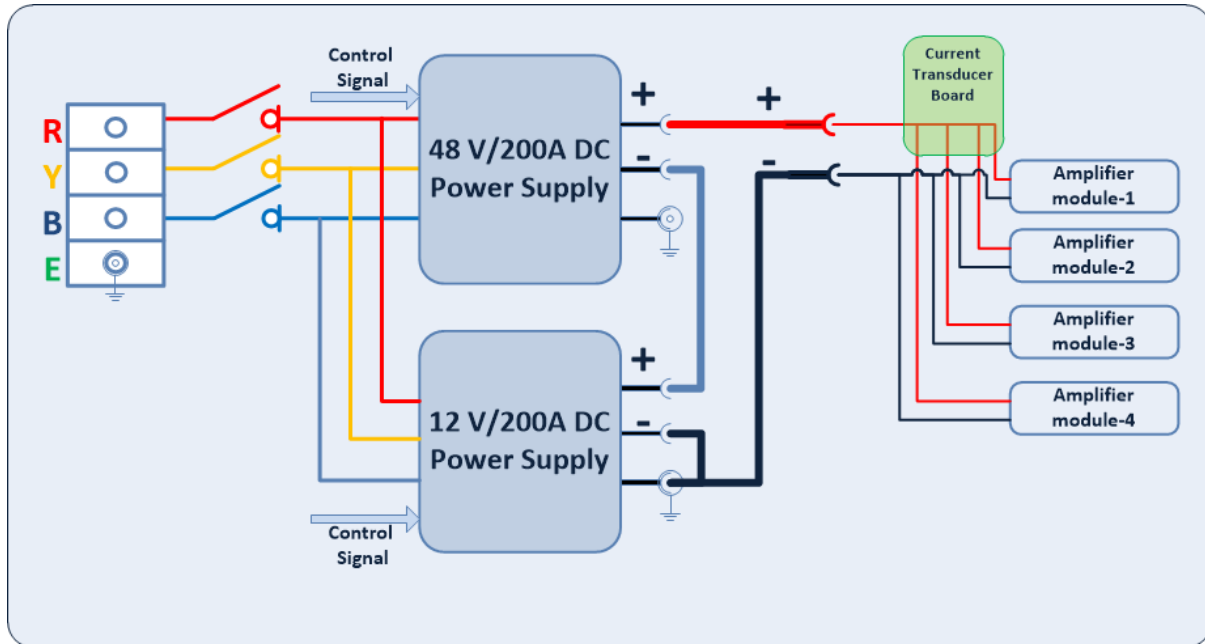 R
Y
B
E
Control
Signal
48 V/200A DC
Power Supply
+
-
+
-
Current
Transducer
Board
Amplifier
module-1
Amplifier
module-2
Amplifier
module-3
Amplifier
module-4
12 V/200A DC
Power Supply
+
-
Control
Signal